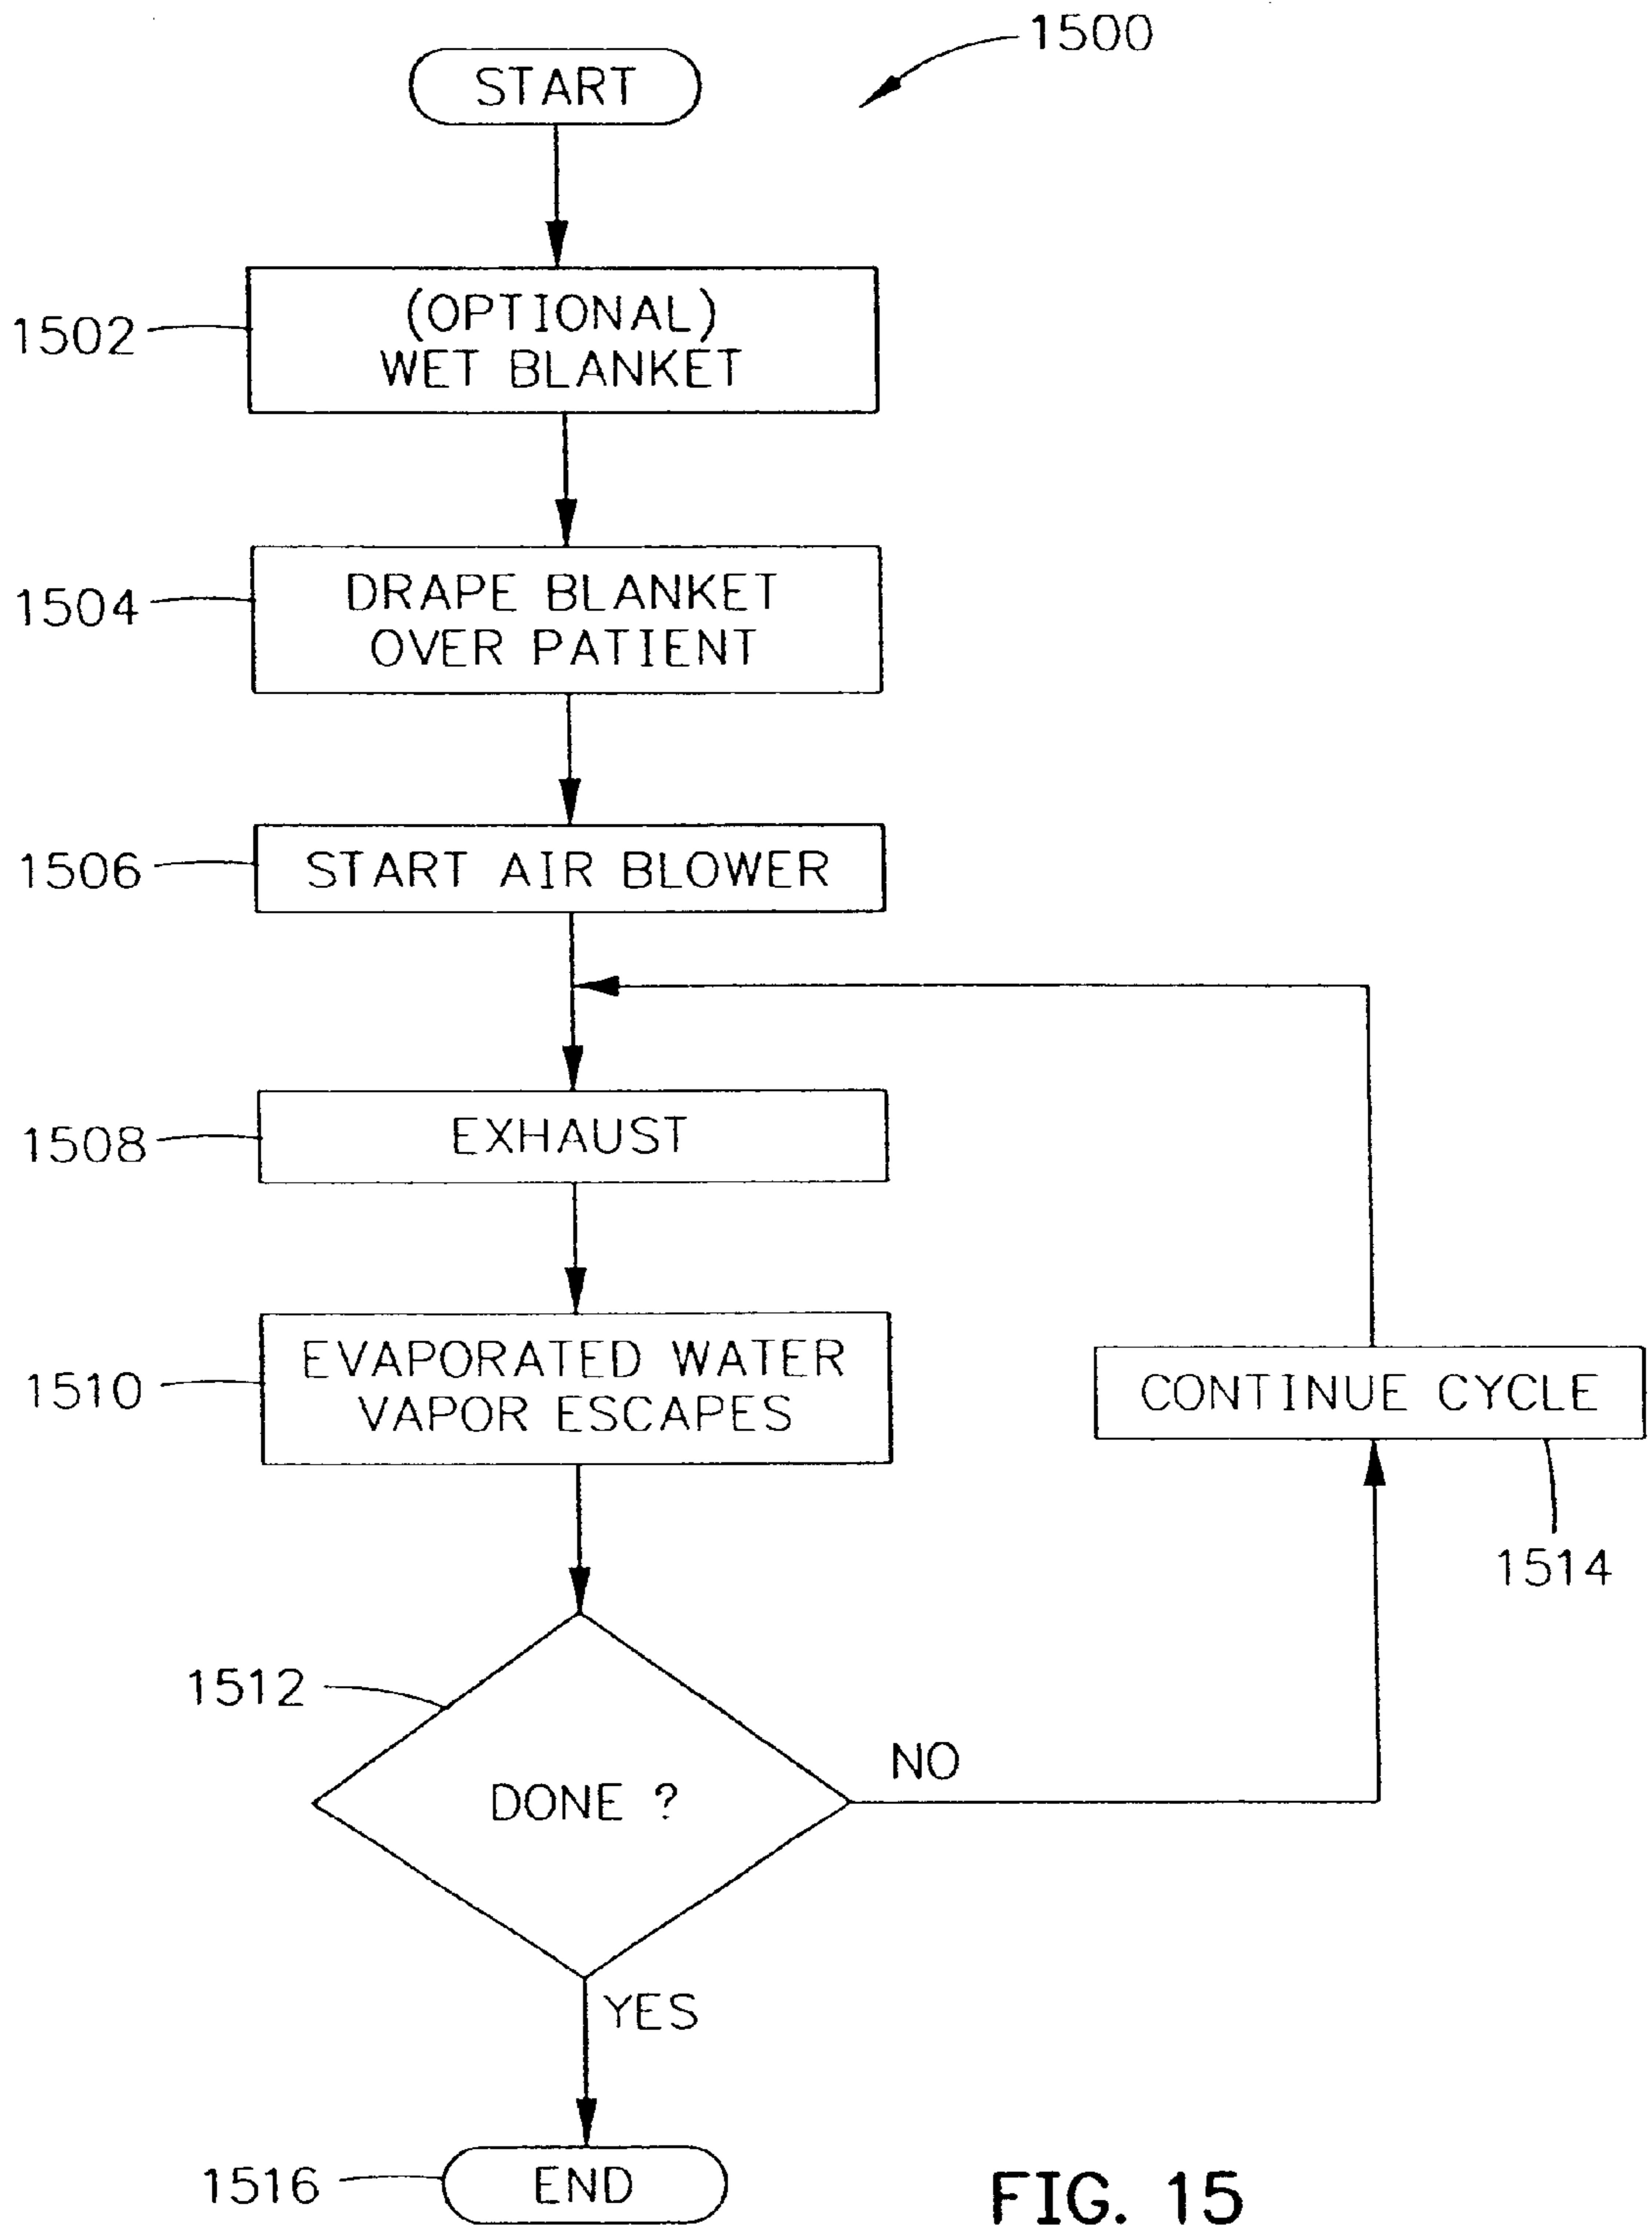 1500
START
1502
(OPTIONAL)
WET BLANKET
1504
DRAPE BLANKET
OVER PATIENT
1506
START AIR BLOWER
1508
EXHAUST
1510
EVAPORATED WATER
VAPOR ESCAPES
CONTINUE CYCLE
1514
1512
DONE ?
NO
YES
1516
END
FIG. 15